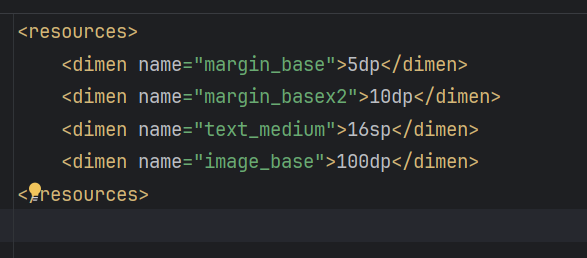 <resources>
    <dimen name="margin_base">5dp</dimen>
    <dimen name="margin_basex2">10dp</dimen>
    <dimen name="text_medium">16sp</dimen>
    <dimen name="image_base">100dp</dimen>
</resources>